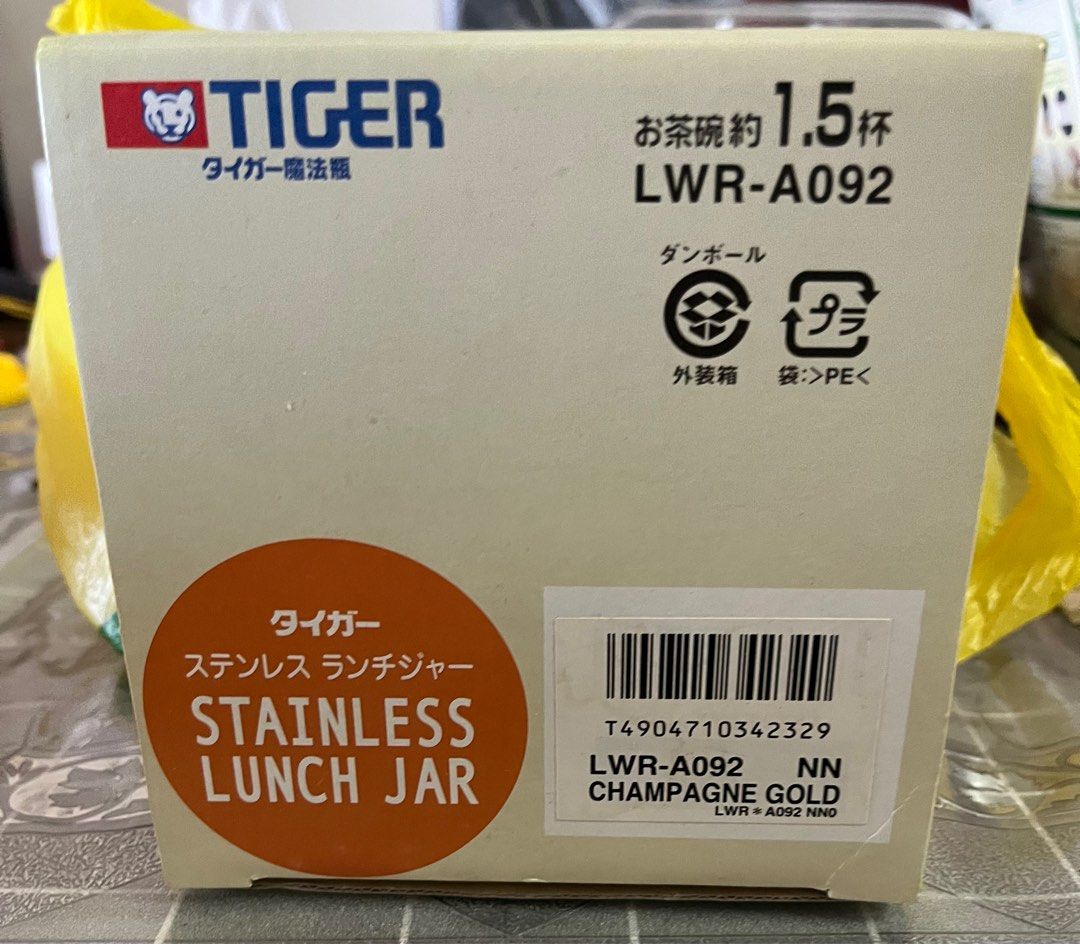 TIGER
タイガー魔法瓶
お茶碗約1.5杯
LWR-A092
ダンボール
外装箱
プラ
袋:>PE<
タイガー
ステンレス ランチジャー
STAINLESS
LUNCH JAR
T4904710342329
LWR-A092 NN
CHAMPAGNE GOLD
LWR*A092 NN0